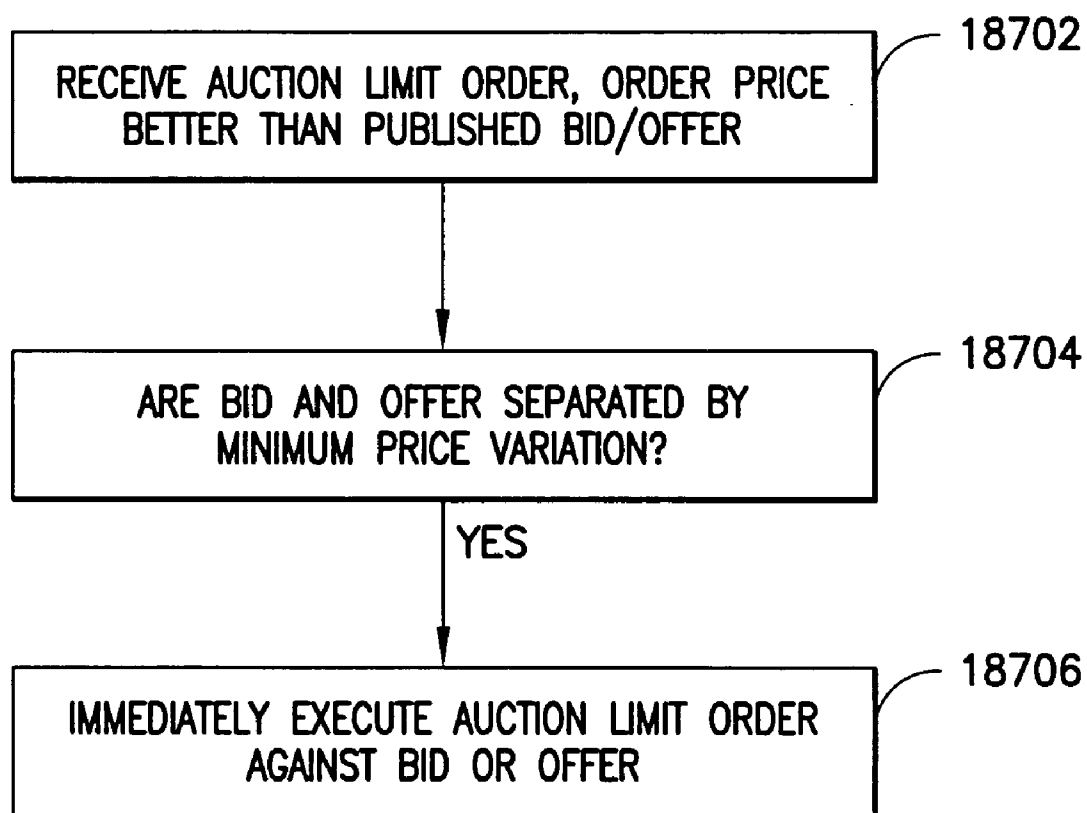 18702
RECEIVE AUCTION LIMIT ORDER, ORDER PRICE
BETTER THAN PUBLISHED BID/OFFER
18704
ARE BID AND OFFER SEPARATED BY
MINIMUM PRICE VARIATION?
YES
18706
IMMEDIATELY EXECUTE AUCTION LIMIT ORDER
AGAINST BID OR OFFER